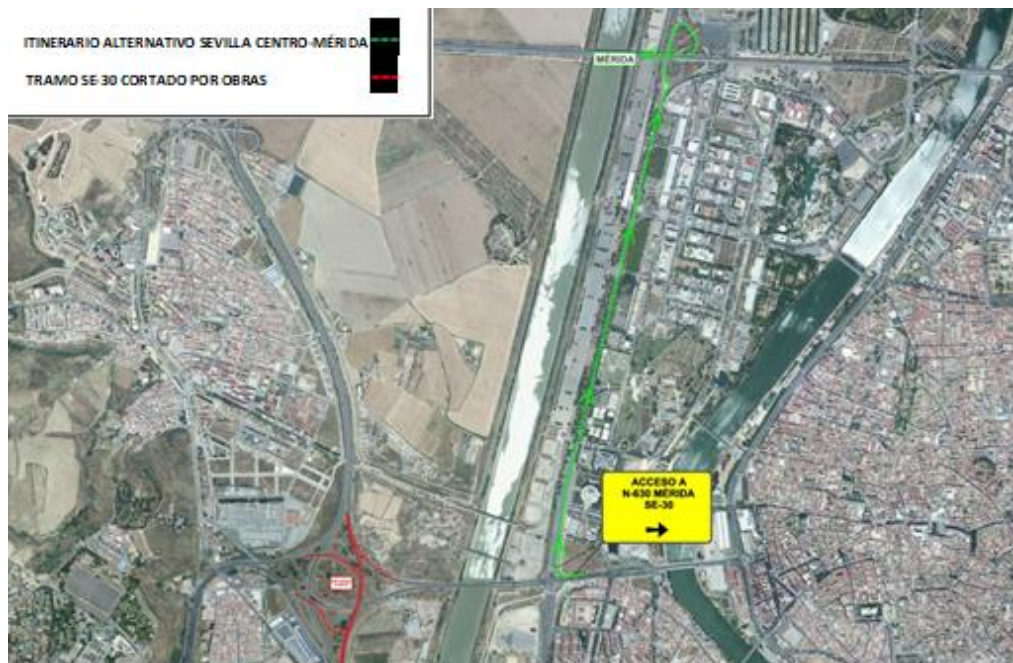 ITINERARIO ALTERNATIVO SEVILLA CENTRO-MÉRIDA
TRAMO SE-30 CORTADO POR OBRAS
MÉRIDA
ACCESO A
N-630 MÉRIDA
SE-30